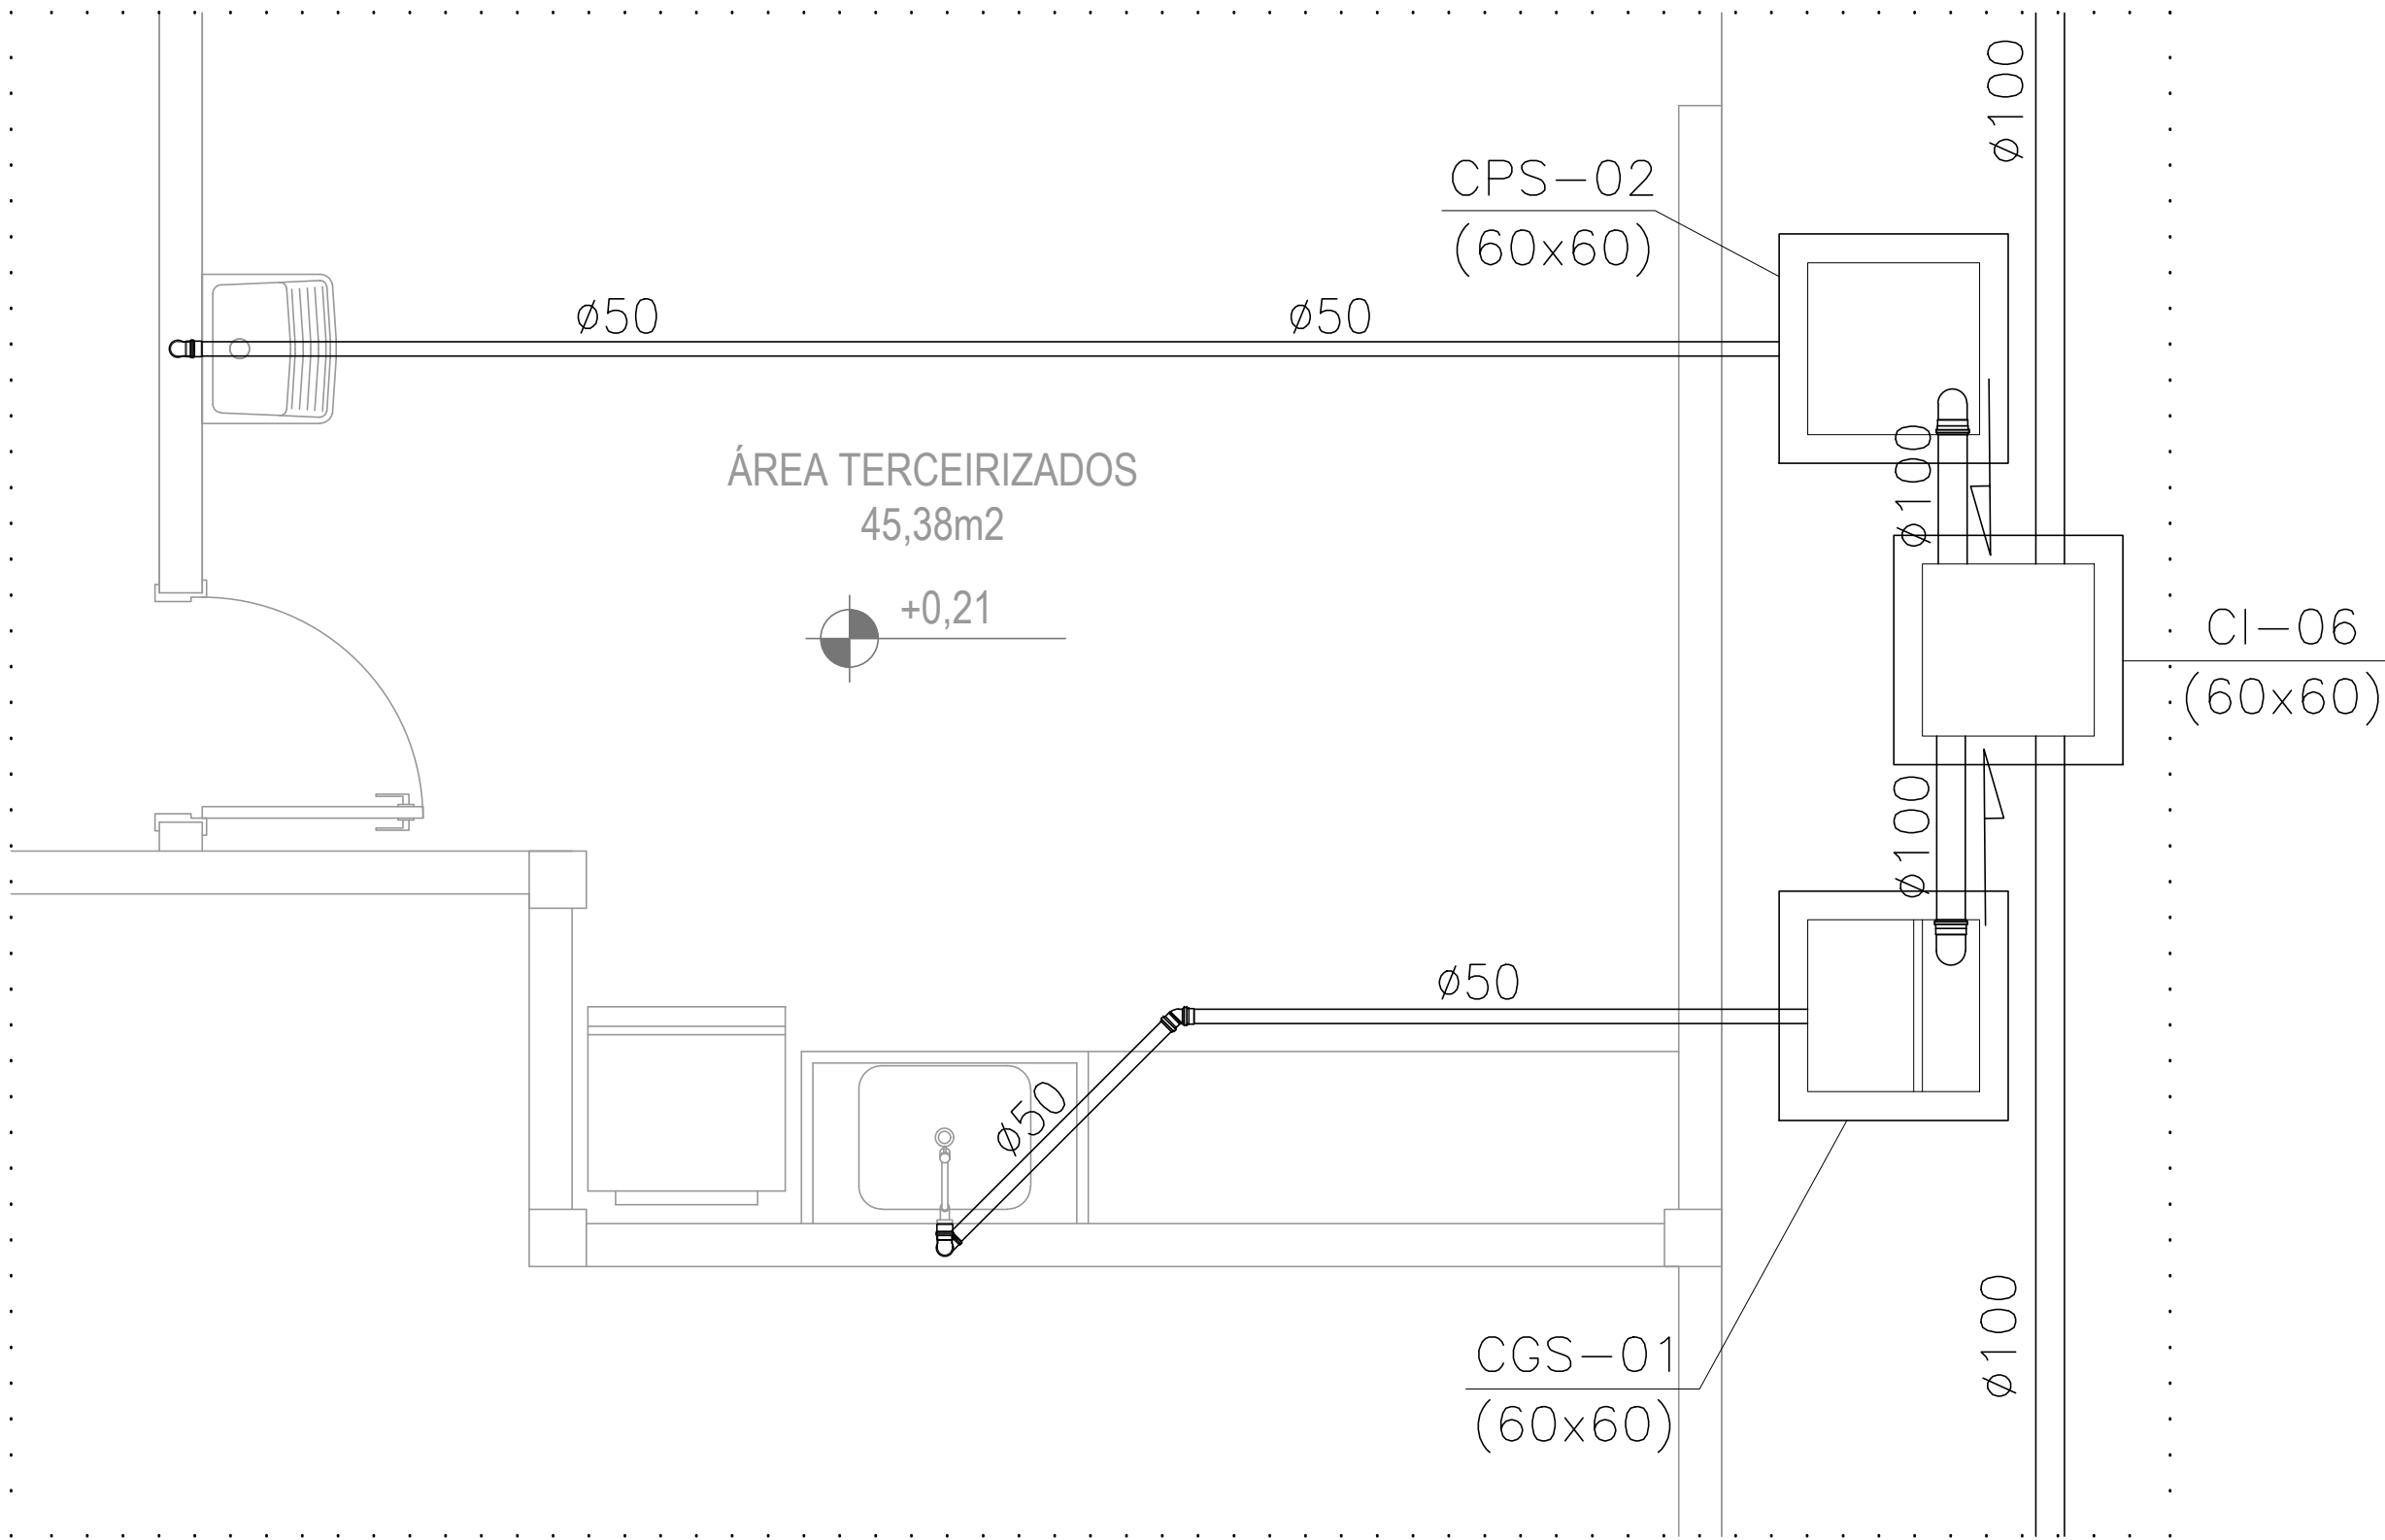 ø100
CPS-02
(60x60)
ø50
ø50
ÁREA TERCEIRIZADOS
45,38m2
+0,21
ø100
CI-06
(60x60)
ø100
ø50
ø50
ø100
CGS-01
(60x60)